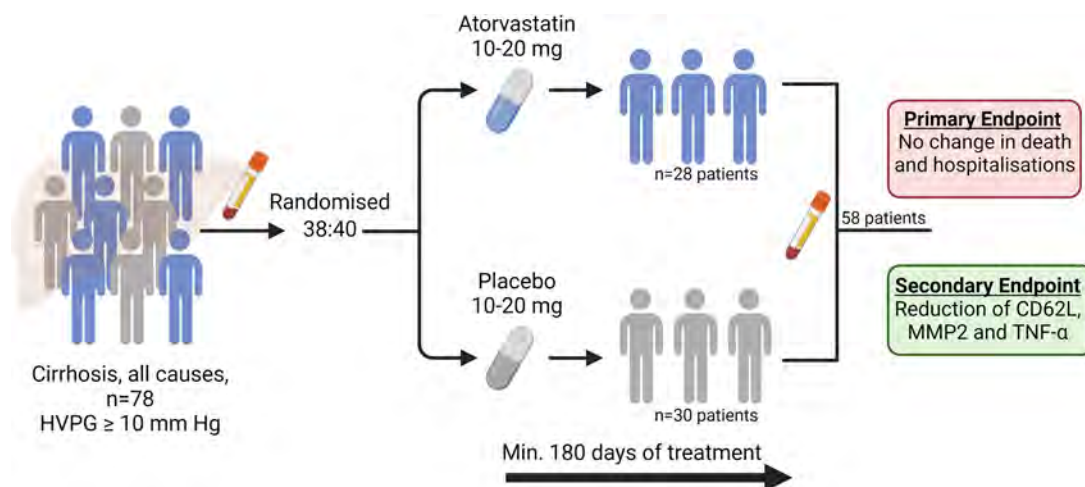 Atorvastatin
10-20 mg
n=28 patients
Randomised
38:40
Cirrhosis, all causes,
n=78
HVPG ≥ 10 mm Hg
Placebo
10-20 mg
n=30 patients
Min. 180 days of treatment
58 patients
Primary Endpoint
No change in death
and hospitalisations
Secondary Endpoint
Reduction of CD62L,
MMP2 and TNF-α